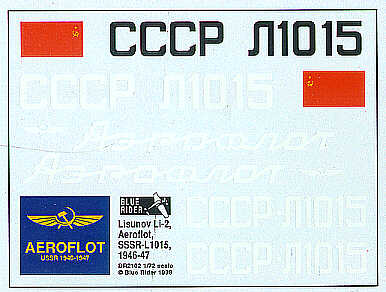 СССР Л1015
СССР Л1015
Аэрофлот
Аэрофлот
AEROFLOT
USSR 1946-1947
BLUE
RIDER
Lisunov Li-2,
Aeroflot,
SSSR-L1015,
1946-47
BR2102 1/72 scale
© Blue Rider 1998
СССР-Л1015
СССР-Л1015